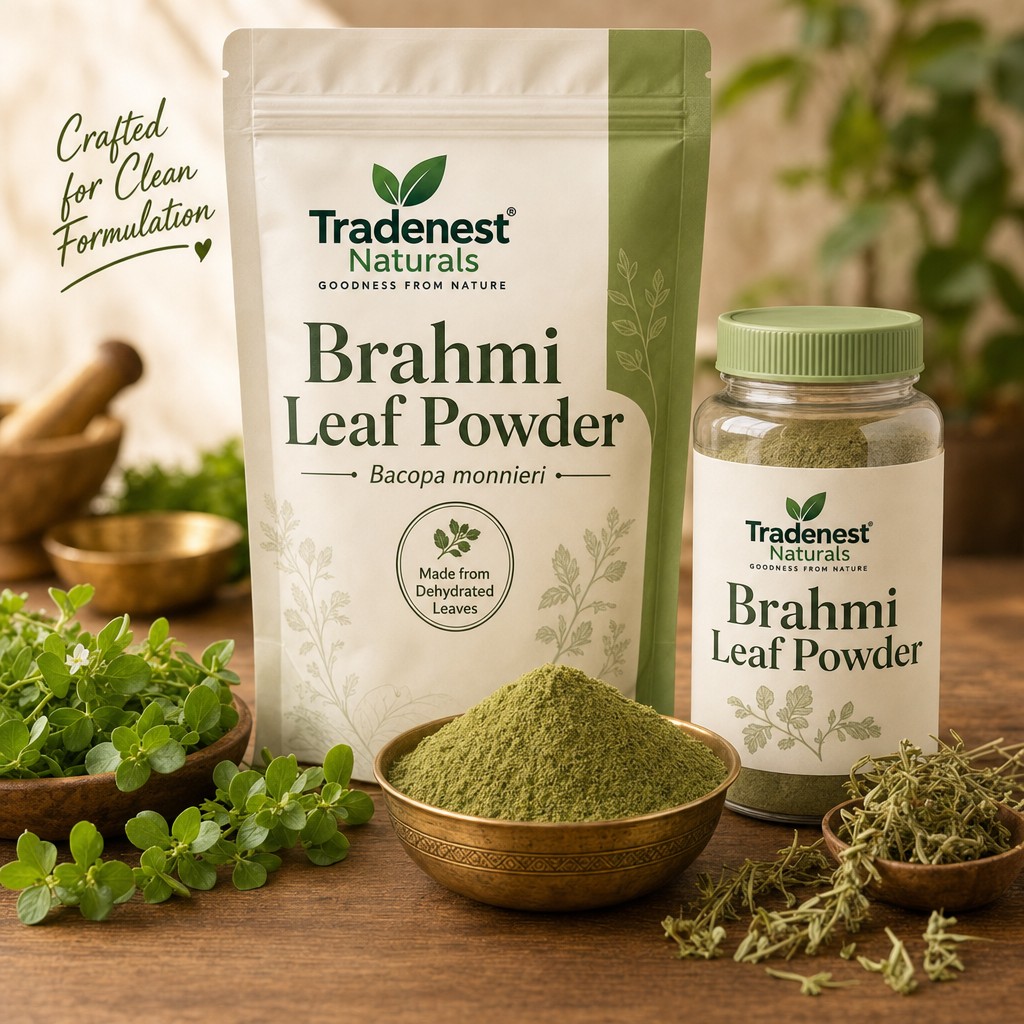 Crafted
for Clean
Formulation
Tradenest®
Naturals
GOODNESS FROM NATURE
Brahmi
Leaf Powder
Bacopa monnieri
Made from
Dehydrated
Leaves
Tradenest®
Naturals
GOODNESS FROM NATURE
Brahmi
Leaf Powder